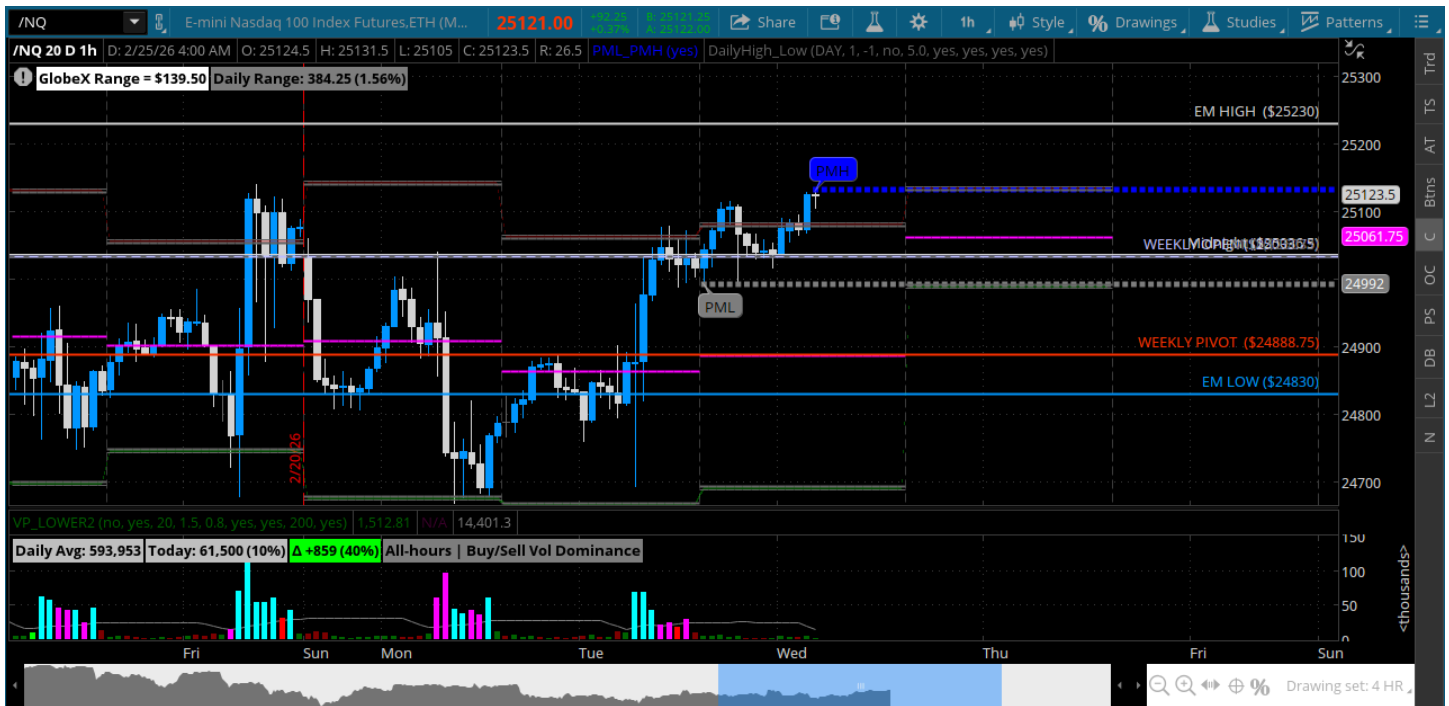 /NQ E-mini Nasdaq 100 Index Futures,ETH (M... 25121.00 +92.25 +0.37% B: 25121.25 A: 25122.00 Share 1h Style Drawings Studies Patterns
/NQ 20 D 1h D: 2/25/26 4:00 AM O: 25124.5 H: 25131.5 L: 25105 C: 25123.5 R: 26.5 PML_PMH (yes) DailyHigh_Low (DAY, 1, -1, no, 5.0, yes, yes, yes, yes)
GlobeX Range = $139.50 Daily Range: 384.25 (1.56%)
25300
EM HIGH ($25230)
25200
PMH
25123.5
25100
25061.75
24992
PML
WEEKLY PIVOT ($24888.75)
24900
EM LOW ($24830)
24800
2/20/26
24700
Trd
TS
AT
Btns
C
OC
PS
DB
L2
N
VP_LOWER2 (no, yes, 20, 1.5, 0.8, yes, yes, 200, yes) 1,512.81 N/A 14,401.3
Daily Avg: 593,953 Today: 61,500 (10%) Δ +859 (40%) All-hours | Buy/Sell Vol Dominance
150
100
50
0
<thousands>
Fri Sun Mon Tue Wed Thu Fri Sun
Drawing set: 4 HR